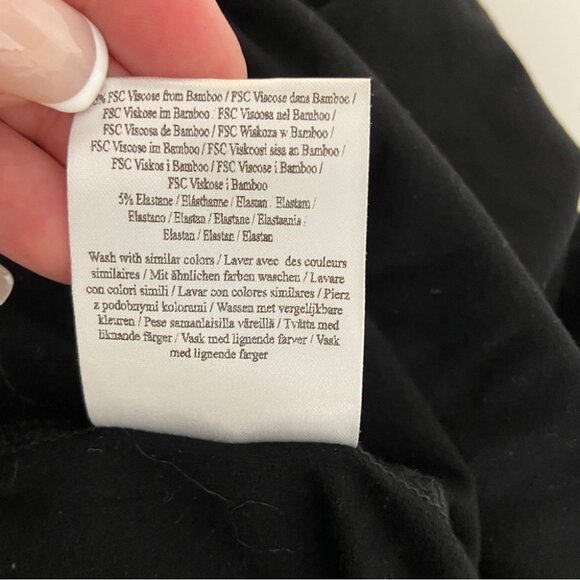 5% FSC Viscose from Bamboo / FSC Viscose dans Bamboc /
FSC Viskose im Bamboo / FSC Viscosa nel Bamboo /
FSC Viscosa de Bamboo / FSC Wiskoza w Bamboo /
FSC Viscose im Bamboo / FSC Viskoosi sisa an Bamboo /
FSC Viskos i Bamboo / FSC Viscose i Bamboo /
FSC Viskose i Bamboo
5% Elastane / Elásthanne / Elastan / Elastam /
Elastano / Elastan / Elastane / Elastaania /
Elastan / Elastan / Elastan
Wash with similar colors / Laver avec des couleurs
similaires / Mit ähnlichen farben waschen / Lavare
con colori simili / Lavar con colores similares / Pierz
z podobnymi kolorami / Wassen met vergelijkbare
kleuren / Pese samanlaisilla väreillä / Tvätta med
liknande färger / Vask med lignende farver / Vask
med lignende farger